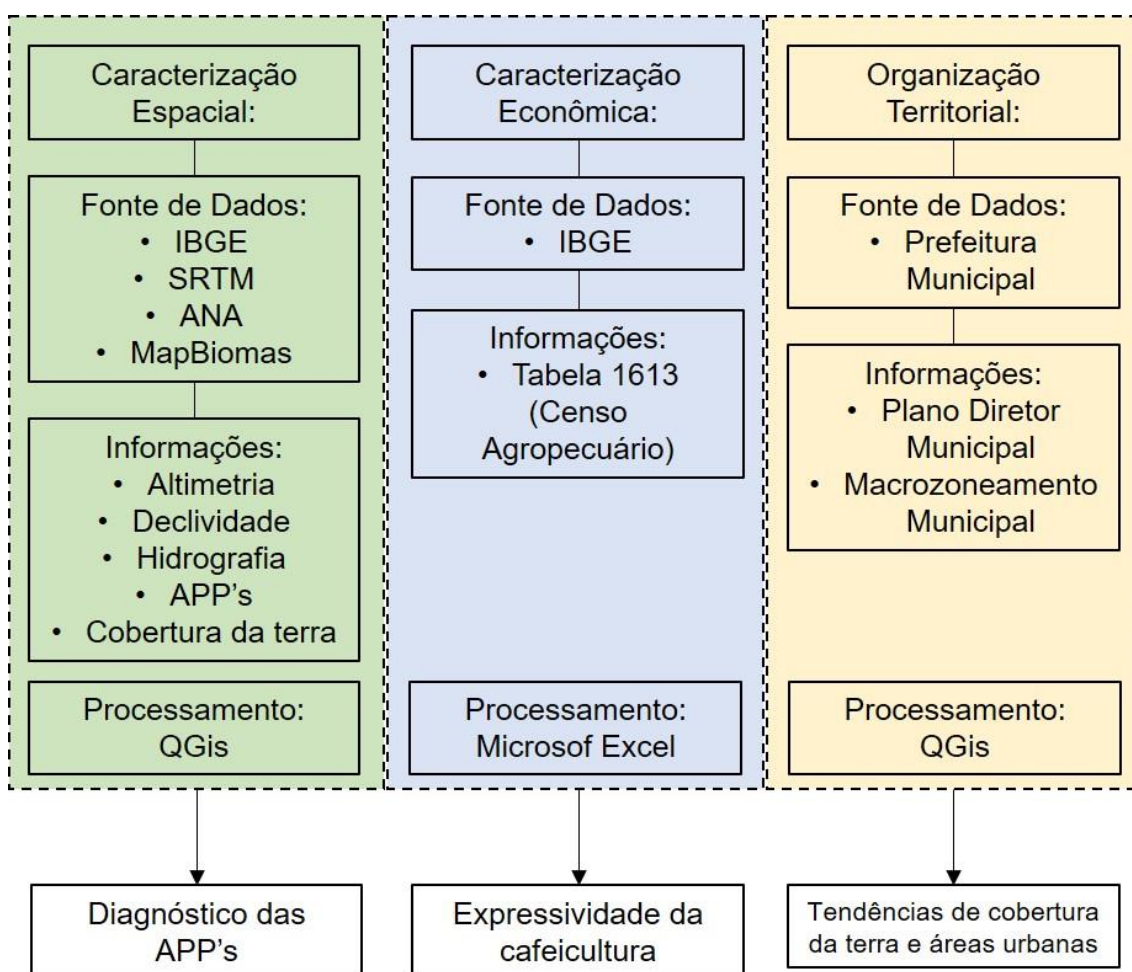 Caracterização
Espacial:
Fonte de Dados:
• IBGE
• SRTM
• ANA
• MapBiomas
Informações:
• Altimetria
• Declividade
• Hidrografia
• APP’s
• Cobertura da terra
Processamento:
QGis
Diagnóstico das
APP’s
Caracterização
Econômica:
Fonte de Dados:
• IBGE
Informações:
• Tabela 1613
(Censo
Agropecuário)
Processamento:
Microsof Excel
Expressividade da
cafeicultura
Organização
Territorial:
Fonte de Dados:
• Prefeitura
Municipal
Informações:
• Plano Diretor
Municipal
• Macrozoneamento
Municipal
Processamento:
QGis
Tendências de cobertura
da terra e áreas urbanas